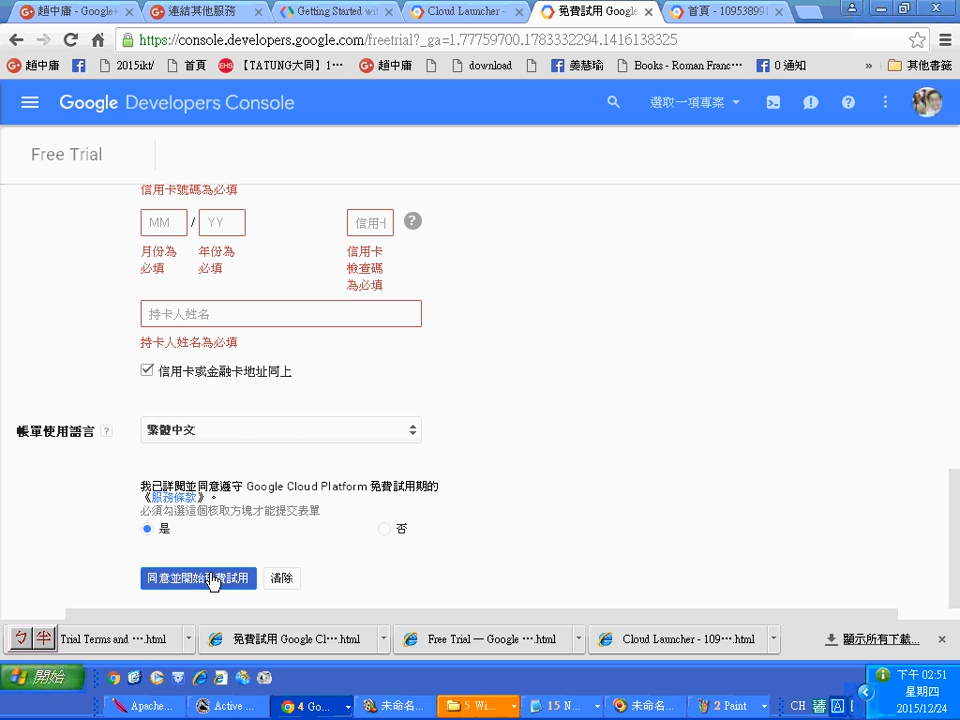 趙中庸 - Google+
連結其他服務
Getting Started wit
Cloud Launcher -
免費試用 Google
首頁 - 10953899
https://console.developers.google.com/freetrial?_ga=1.77759700.1783332294.1416138325
趙中庸
2015ikt/
首頁
【TATUNG大同】1…
趙中庸
download
姜慧瑜
Books - Roman Franc…
0 通知
»
其他書籤
Google Developers Console
選取一項專案
Free Trial
信用卡號碼為必填
MM / YY
信用卡
月份為
必填
年份為
必填
信用卡
檢查碼
為必填
持卡人姓名
持卡人姓名為必填
信用卡或金融卡地址同上
帳單使用語言 ?
繁體中文
我已詳閱並同意遵守 Google Cloud Platform 免費試用期的
《服務條款》。
必須勾選這個核取方塊才能提交表單
是
否
同意並開始免費試用
清除
ㄅ 半
Trial Terms and ….html
免費試用 Google Cl….html
Free Trial — Google ….html
Cloud Launcher - 109….html
顯示所有下載...
開始
下午 02:51
星期四
2015/12/24
Apache...
Active ...
4 Go...
未命名...
5 Wi...
15 N...
未命名...
2 Paint
CH